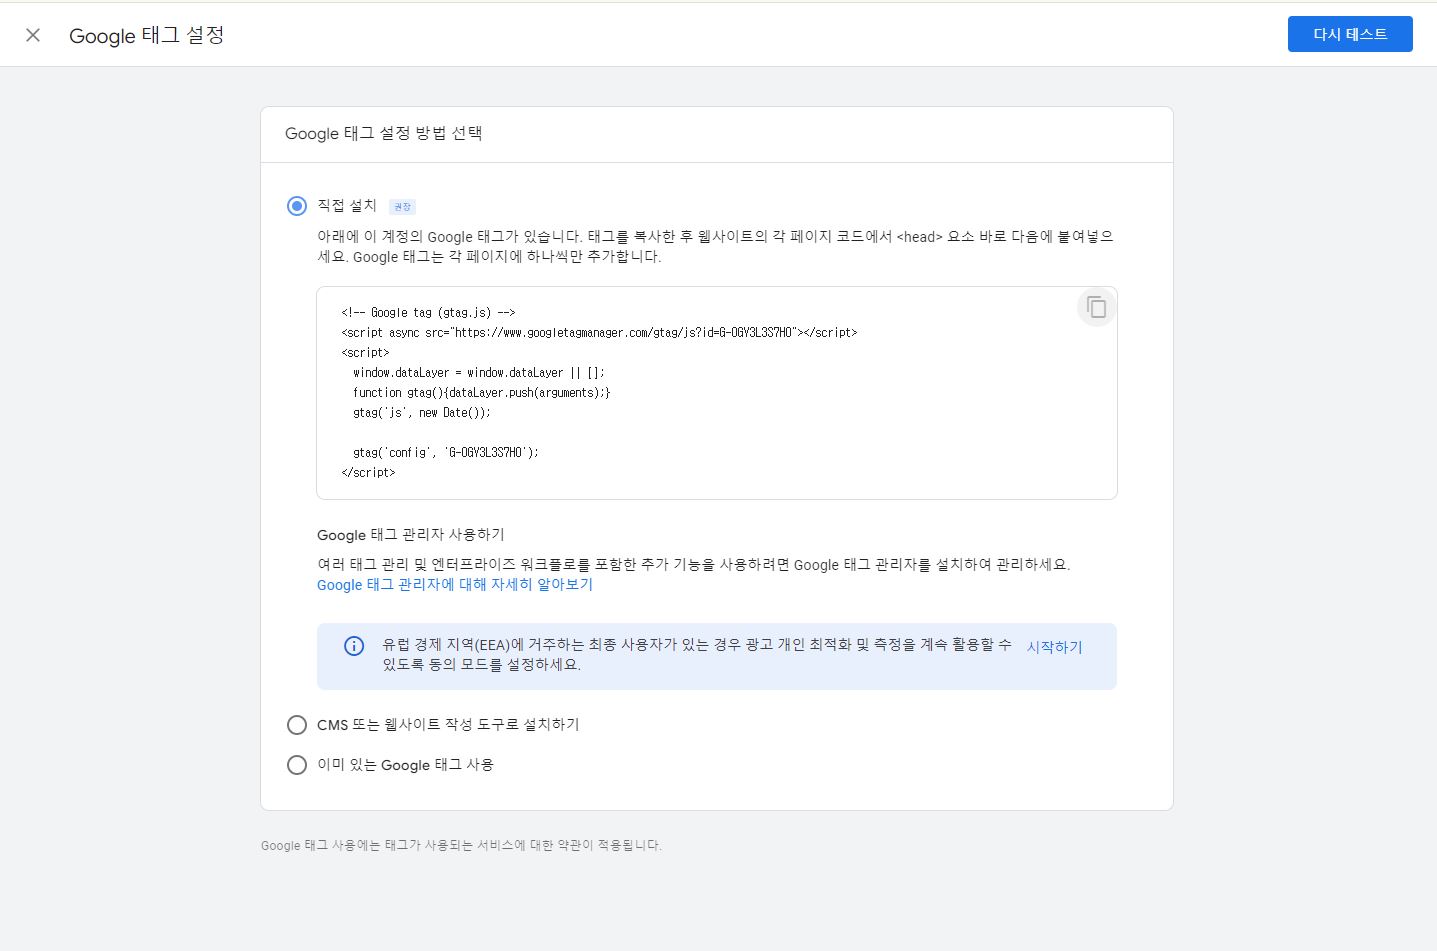 Google 태그 설정
다시 테스트
Google 태그 설정 방법 선택
직접 설치 권장
아래에 이 계정의 Google 태그가 있습니다. 태그를 복사한 후 웹사이트의 각 페이지 코드에서 <head> 요소 바로 다음에 붙여넣으
세요. Google 태그는 각 페이지에 하나씩만 추가합니다.
<!-- Google tag (gtag.js) -->
<script async src="https://www.googletagmanager.com/gtag/js?id=G-0GY3L3S7H0"></script>
<script>
  window.dataLayer = window.dataLayer || [];
  function gtag(){dataLayer.push(arguments);}
  gtag('js', new Date());
  gtag('config', 'G-0GY3L3S7H0');
</script>
Google 태그 관리자 사용하기
여러 태그 관리 및 엔터프라이즈 워크플로를 포함한 추가 기능을 사용하려면 Google 태그 관리자를 설치하여 관리하세요.
Google 태그 관리자에 대해 자세히 알아보기
유럽 경제 지역(EEA)에 거주하는 최종 사용자가 있는 경우 광고 개인 최적화 및 측정을 계속 활용할 수
있도록 동의 모드를 설정하세요.
시작하기
CMS 또는 웹사이트 작성 도구로 설치하기
이미 있는 Google 태그 사용
Google 태그 사용에는 태그가 사용되는 서비스에 대한 약관이 적용됩니다.